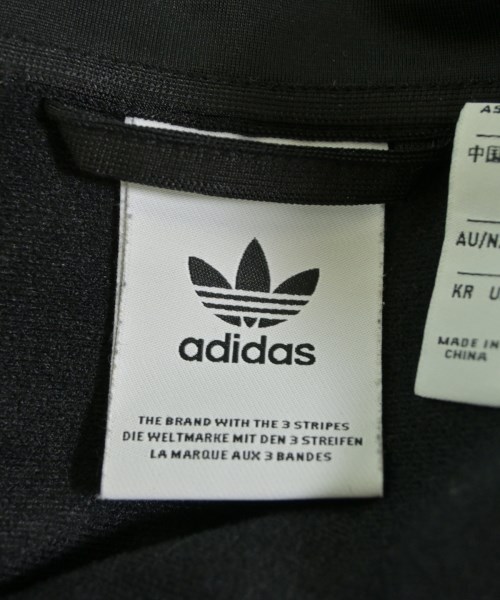 adidas
THE BRAND WITH THE 3 STRIPES
DIE WELTMARKE MIT DEN 3 STREIFEN
LA MARQUE AUX 3 BANDES
中国
AU/N
KR U
MADE IN
CHINA